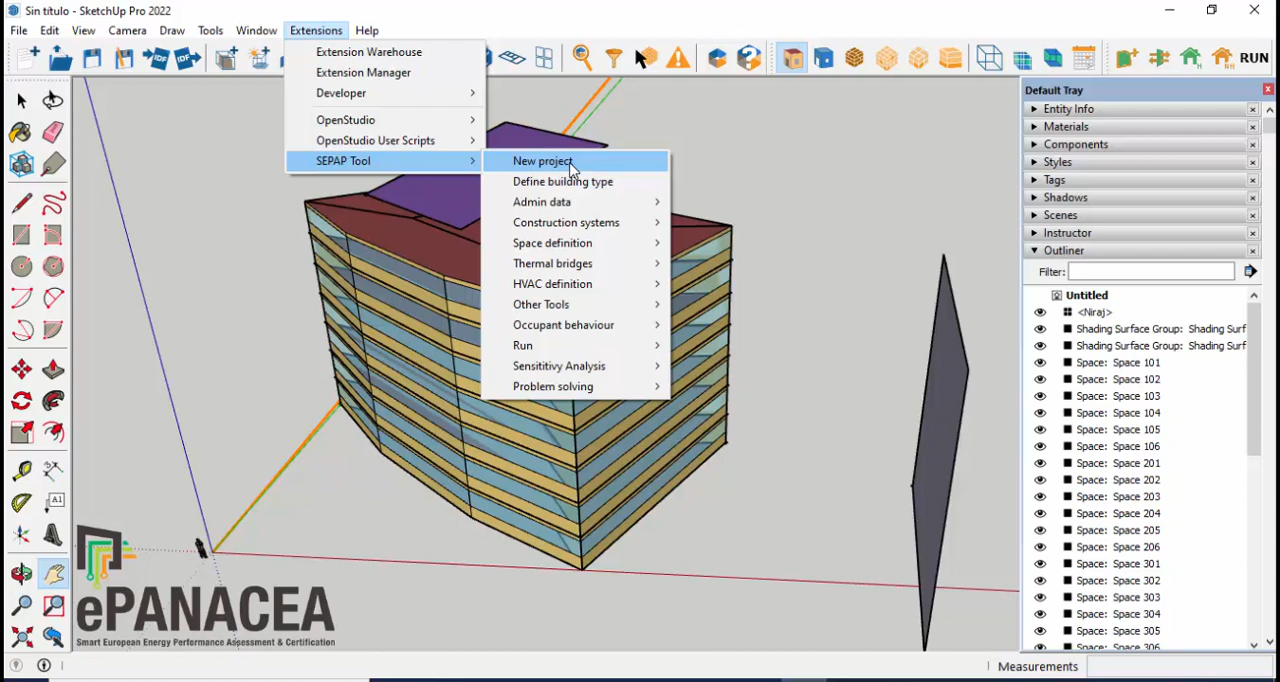 Sin título - SketchUp Pro 2022
File Edit View Camera Draw Tools Window Extensions Help
Extension Warehouse
Extension Manager
Developer
OpenStudio
OpenStudio User Scripts
SEPAP Tool
New project
Define building type
Admin data
Construction systems
Space definition
Thermal bridges
HVAC definition
Other Tools
Occupant behaviour
Run
Sensititivy Analysis
Problem solving
IDF
IDF
RUN
A1
Default Tray
Entity Info
Materials
Components
Styles
Tags
Shadows
Scenes
Instructor
Outliner
Filter:
Untitled
<Niraj>
Shading Surface Group: Shading Surf
Shading Surface Group: Shading Surf
Space: Space 101
Space: Space 102
Space: Space 103
Space: Space 104
Space: Space 105
Space: Space 106
Space: Space 201
Space: Space 202
Space: Space 203
Space: Space 204
Space: Space 205
Space: Space 206
Space: Space 301
Space: Space 302
Space: Space 303
Space: Space 304
Space: Space 305
Space: Space 306
ePANACEA
Smart European Energy Performance Assessment & Certification
Measurements